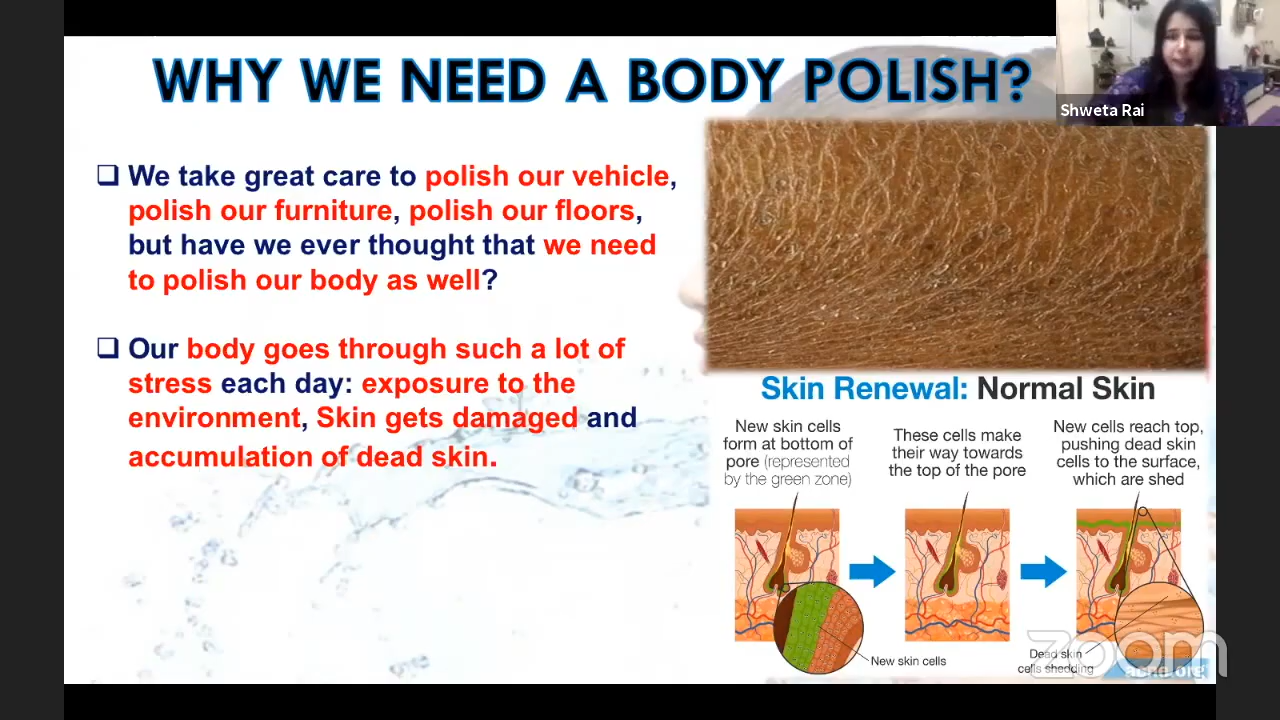 WHY WE NEED A BODY POLISH?
Shweta Rai
❑ We take great care to polish our vehicle,
polish our furniture, polish our floors,
but have we ever thought that we need
to polish our body as well?
❑ Our body goes through such a lot of
stress each day: exposure to the
environment, Skin gets damaged and
accumulation of dead skin.
Skin Renewal: Normal Skin
New skin cells
form at bottom of
pore (represented
by the green zone)
These cells make
their way towards
the top of the pore
New cells reach top,
pushing dead skin
cells to the surface,
which are shed
New skin cells
Dead skin
cells shedding
zoom
acne.org